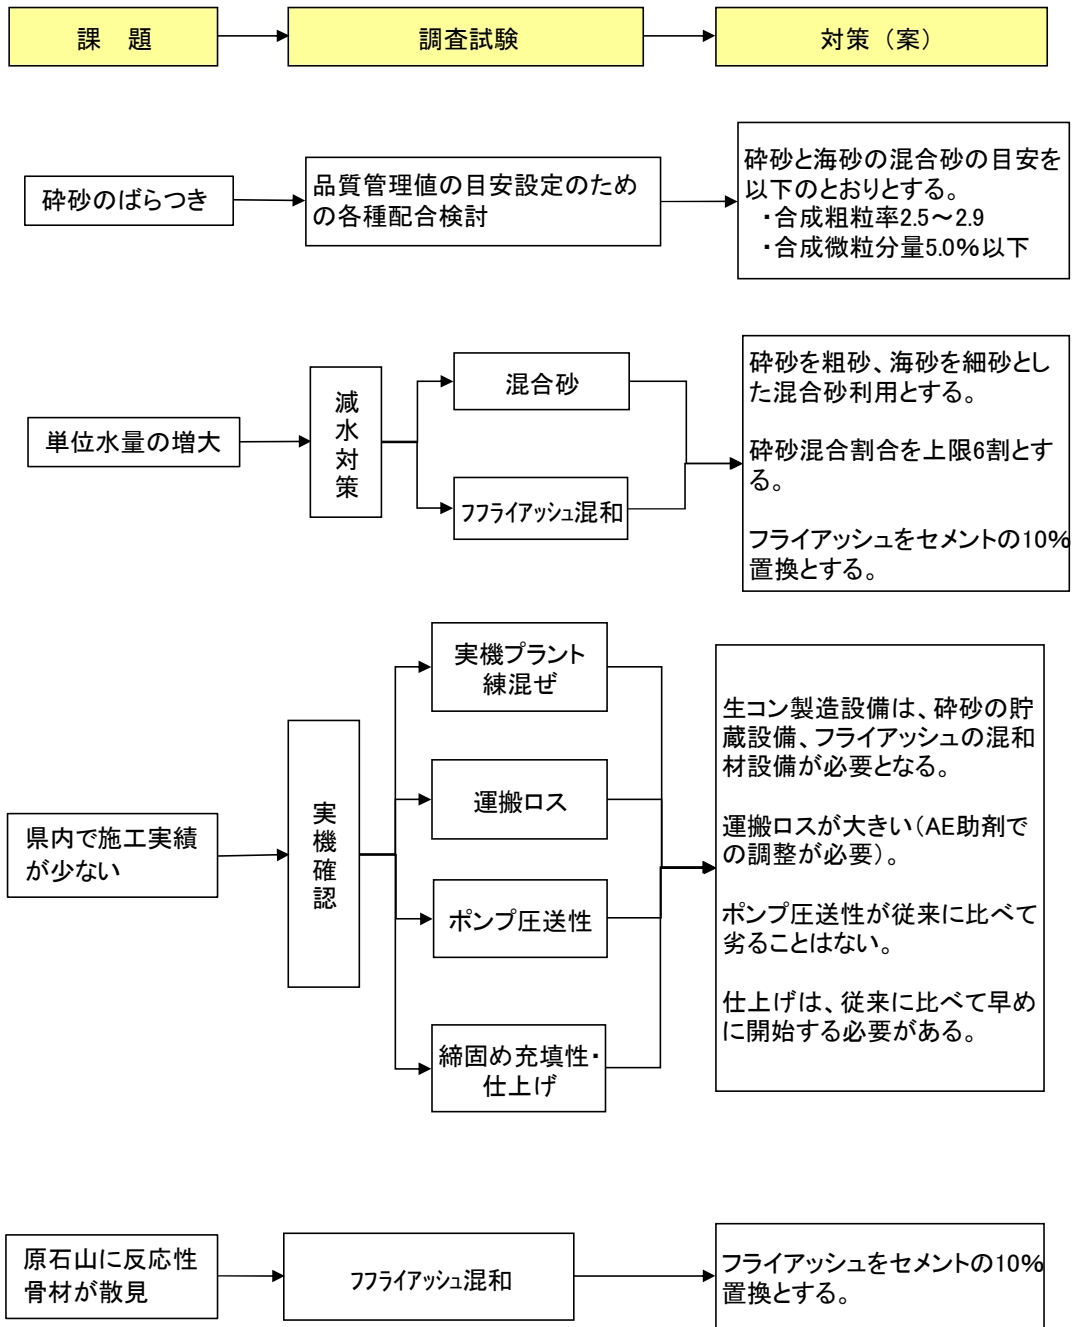 課　題
調査試験
対策（案）
砕砂のばらつき
品質管理値の目安設定のため
の各種配合検討
砕砂と海砂の混合砂の目安を
以下のとおりとする。
・合成粗粒率2.5～2.9
・合成微粒分量5.0%以下
単位水量の増大
減水対策
混合砂
フフライアッシュ混和
砕砂を粗砂、海砂を細砂とし
た混合砂利用とする。
砕砂混合割合を上限6割とす
る。
フライアッシュをセメントの10%
置換とする。
県内で施工実績
が少ない
実機確認
実機プラント
練混ぜ
運搬ロス
ポンプ圧送性
締固め充填性・
仕上げ
生コン製造設備は、砕砂の貯
蔵設備、フライアッシュの混和
材設備が必要となる。
運搬ロスが大きい（AE助剤で
の調整が必要）。
ポンプ圧送性が従来に比べて
劣ることはない。
仕上げは、従来に比べて早め
に開始する必要がある。
原石山に反応性
骨材が散見
フフライアッシュ混和
フライアッシュをセメントの10%
置換とする。